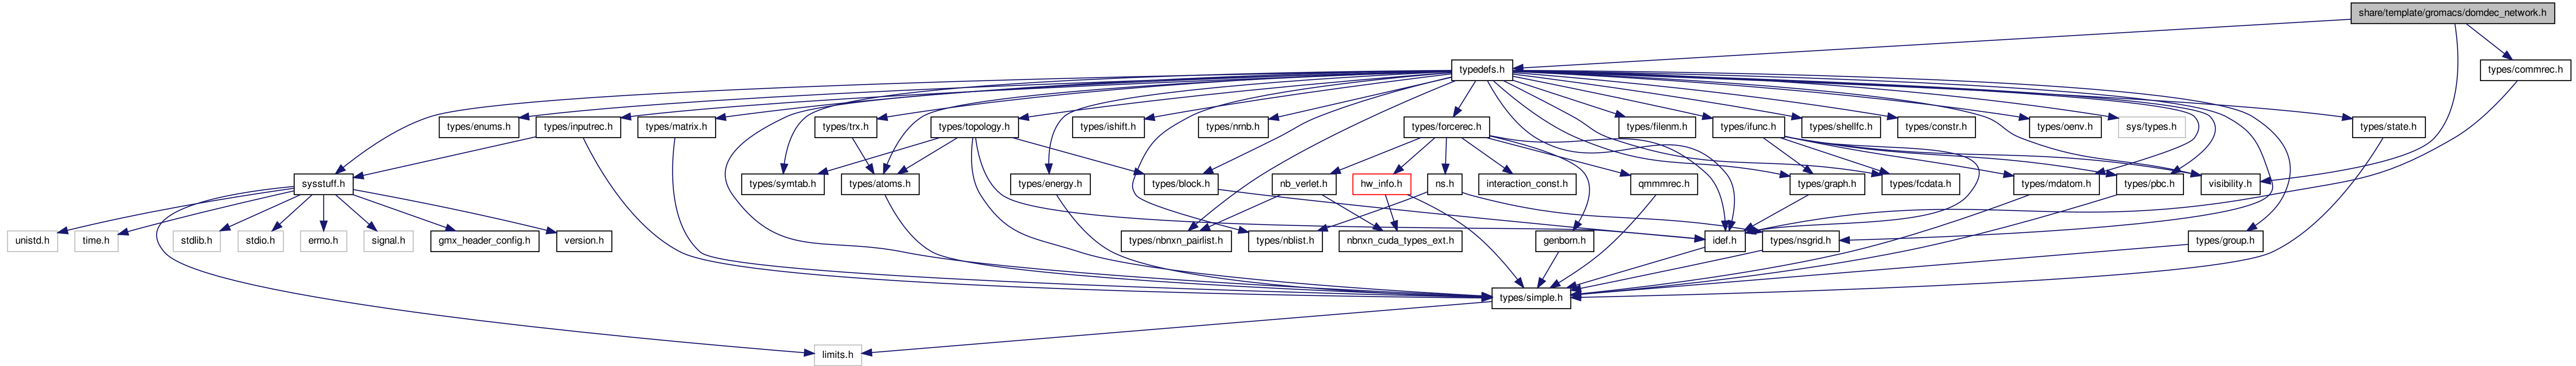 share/template/gromacs/domdec_network.h
typedefs.h
types/commrec.h
types/enums.h
types/inputrec.h
types/matrix.h
types/trx.h
types/topology.h
types/ishift.h
types/nrnb.h
types/forcerec.h
types/filenm.h
types/ifunc.h
types/shellfc.h
types/constr.h
types/oenv.h
sys/types.h
types/state.h
sysstuff.h
types/symtab.h
types/atoms.h
types/energy.h
types/block.h
nb_verlet.h
hw_info.h
ns.h
interaction_const.h
qmmmrec.h
types/graph.h
types/fcdata.h
types/mdatom.h
types/pbc.h
visibility.h
unistd.h
time.h
stdlib.h
stdio.h
errno.h
signal.h
gmx_header_config.h
version.h
types/nbnxn_pairlist.h
types/nblist.h
nbnxn_cuda_types_ext.h
genborn.h
idef.h
types/nsgrid.h
types/group.h
types/simple.h
limits.h